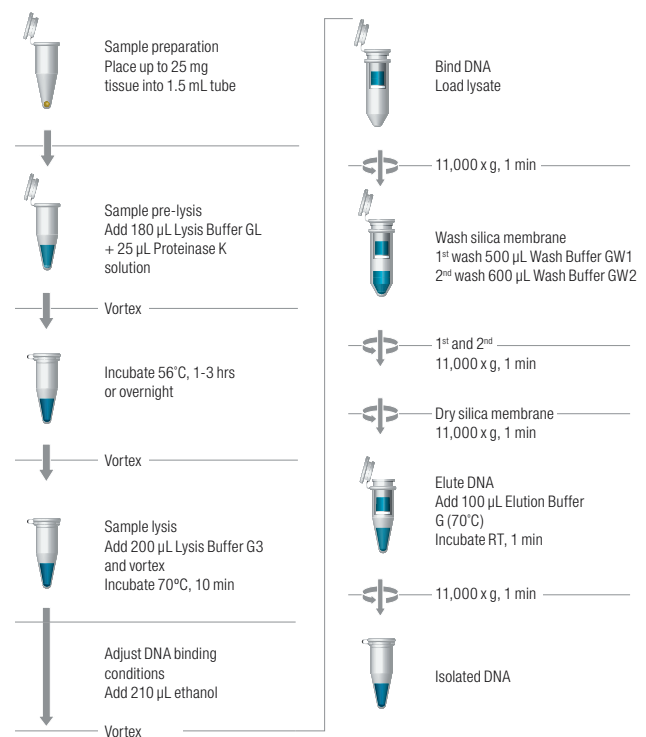 Sample preparation
Place up to 25 mg
tissue into 1.5 mL tube
Sample pre-lysis
Add 180 µL Lysis Buffer GL
+ 25 µL Proteinase K
solution
Vortex
Incubate 56˚C, 1-3 hrs
or overnight
Vortex
Sample lysis
Add 200 µL Lysis Buffer G3
and vortex
Incubate 70ºC, 10 min
Adjust DNA binding
conditions
Add 210 µL ethanol
Vortex
Bind DNA
Load lysate
11,000 x g, 1 min
Wash silica membrane
1st wash 500 µL Wash Buffer GW1
2nd wash 600 µL Wash Buffer GW2
1st and 2nd
11,000 x g, 1 min
Dry silica membrane
11,000 x g, 1 min
Elute DNA
Add 100 µL Elution Buffer
G (70˚C)
Incubate RT, 1 min
11,000 x g, 1 min
Isolated DNA